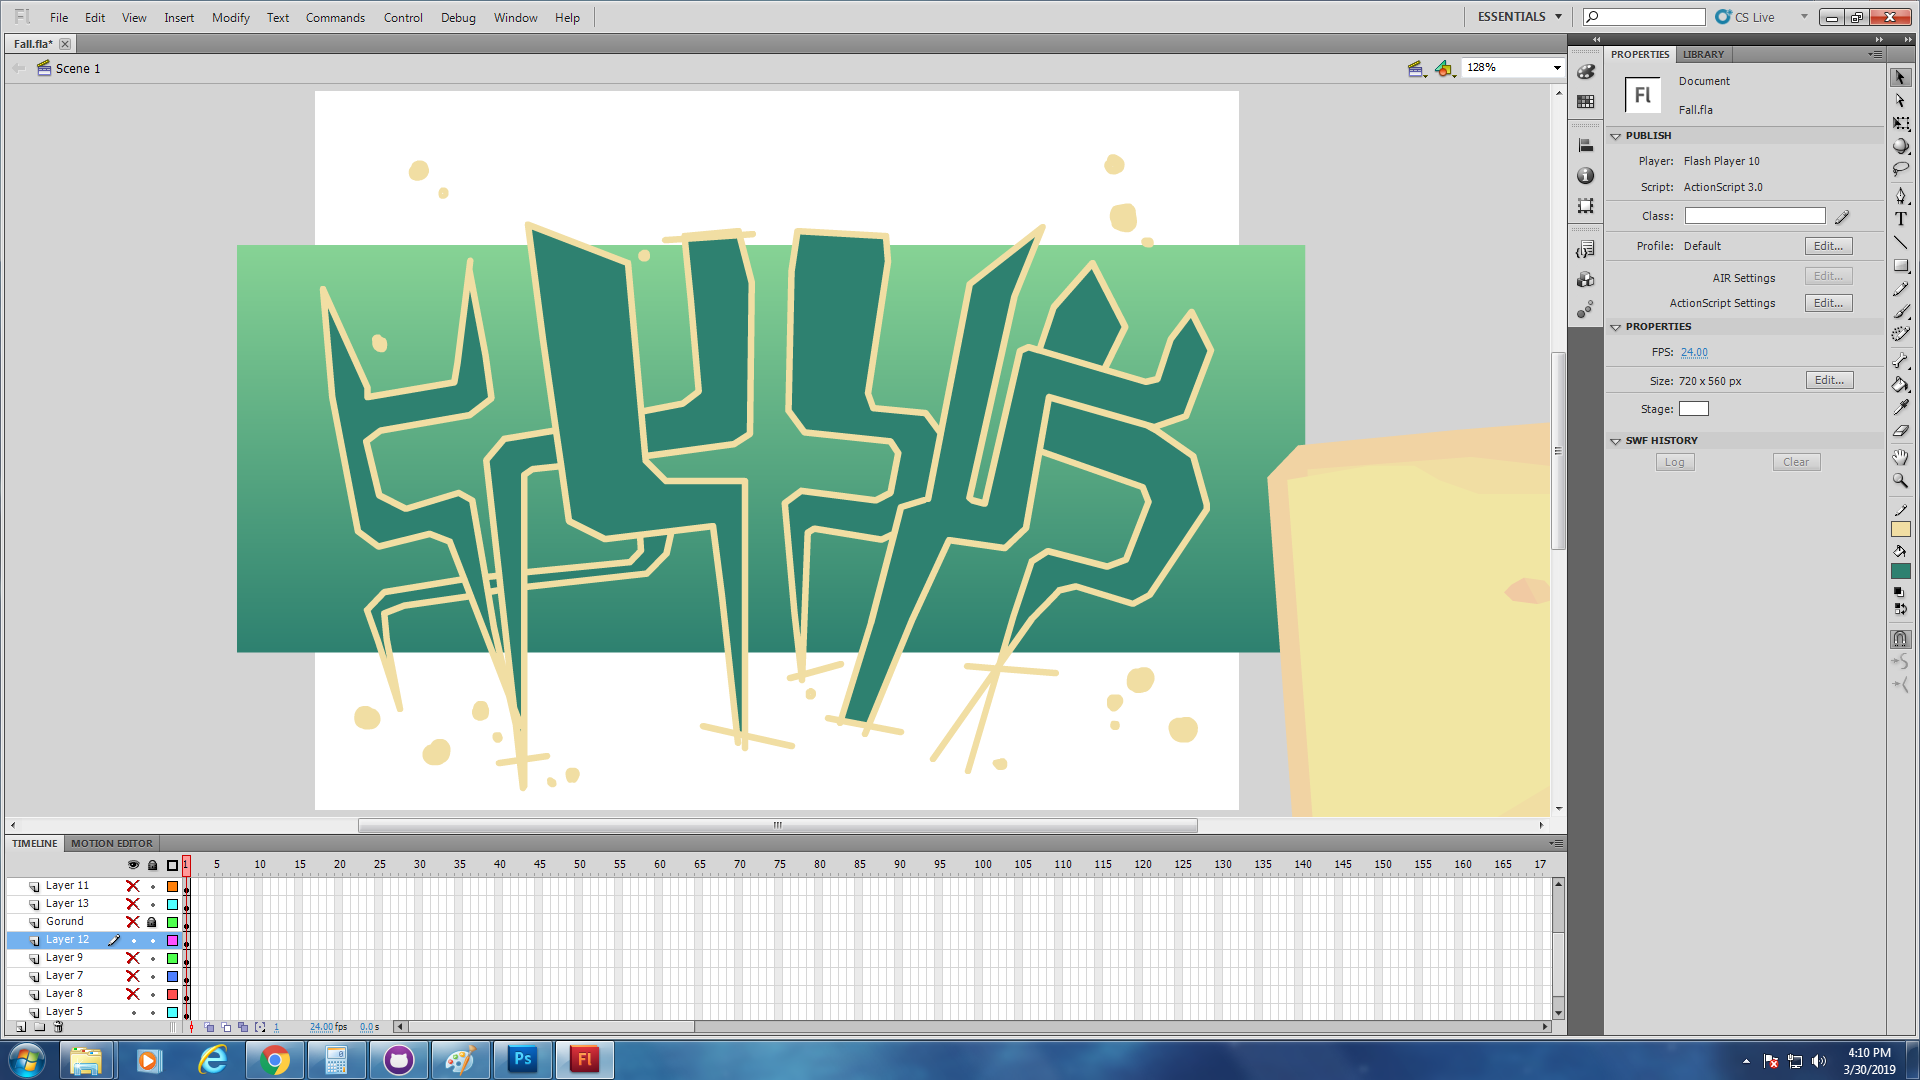 Fl File Edit View Insert Modify Text Commands Control Debug Window Help ESSENTIALS CS Live
Fall.fla*
Scene 1 128%
PROPERTIES LIBRARY
Fl Document
Fall.fla
PUBLISH
Player: Flash Player 10
Script: ActionScript 3.0
Class:
Profile: Default Edit...
AIR Settings Edit...
ActionScript Settings Edit...
PROPERTIES
FPS: 24.00
Size: 720 x 560 px Edit...
Stage:
SWF HISTORY
Log Clear
T
TIMELINE MOTION EDITOR
1 5 10 15 20 25 30 35 40 45 50 55 60 65 70 75 80 85 90 95 100 105 110 115 120 125 130 135 140 145 150 155 160 165 17
Layer 11
Layer 13
Gorund
Layer 12
Layer 9
Layer 7
Layer 8
Layer 5
1 24.00 fps 0.0 s
Ps Fl
4:10 PM
3/30/2019